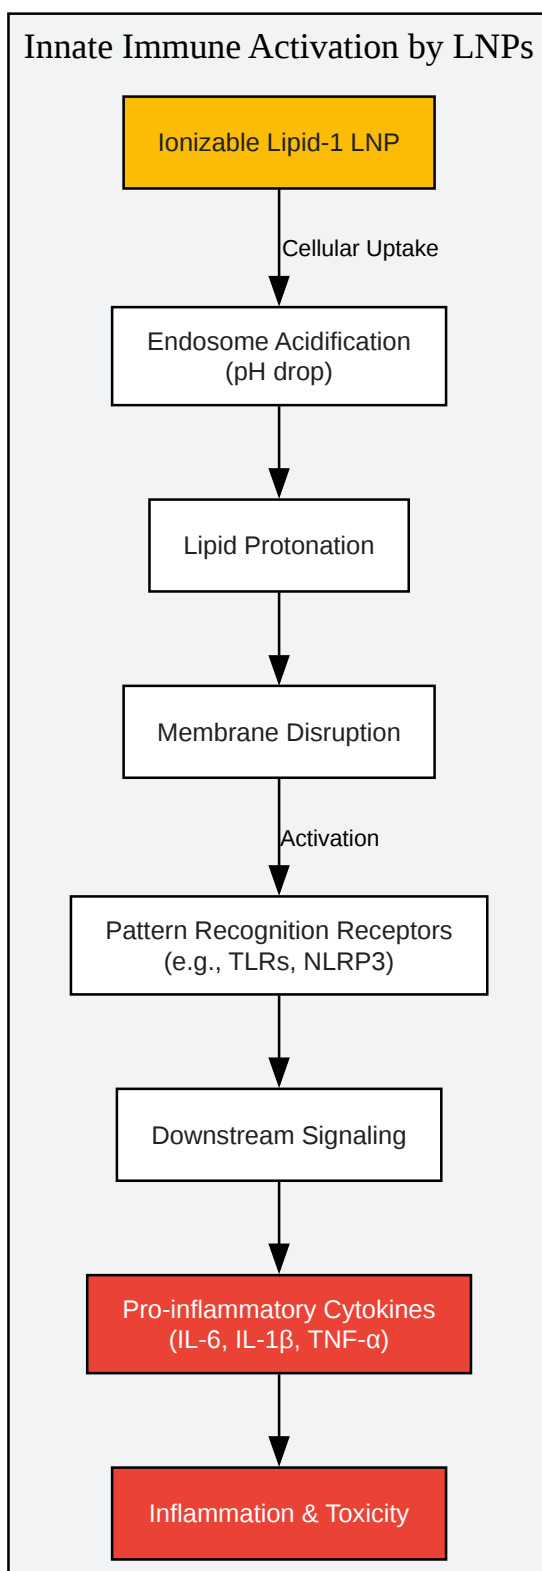 Innate Immune Activation by LNPs
Ionizable Lipid-1 LNP
Cellular Uptake
Endosome Acidification
(pH drop)
Lipid Protonation
Membrane Disruption
Activation
Pattern Recognition Receptors
(e.g., TLRs, NLRP3)
Downstream Signaling
Pro-inflammatory Cytokines
(IL-6, IL-1β, TNF-α)
Inflammation & Toxicity